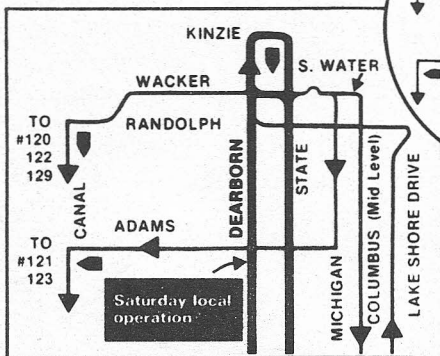 KINZIE
S. WATER
WACKER
TO
#120
122
129
RANDOLPH
CANAL
DEARBORN
STATE
TO
#121
123
ADAMS
MICHIGAN
COLUMBUS (Mid Level)
LAKE SHORE DRIVE
Saturday local
operation